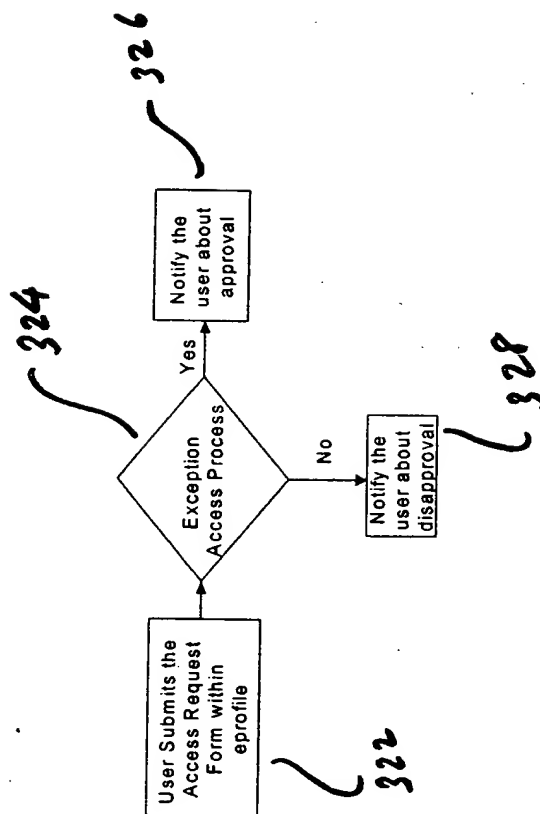 User Submits the
Access Request
Form within
eprofile
322
Exception
Access Process
324
Yes
Notify the
user about
approval
326
No
Notify the
user about
disapproval
328